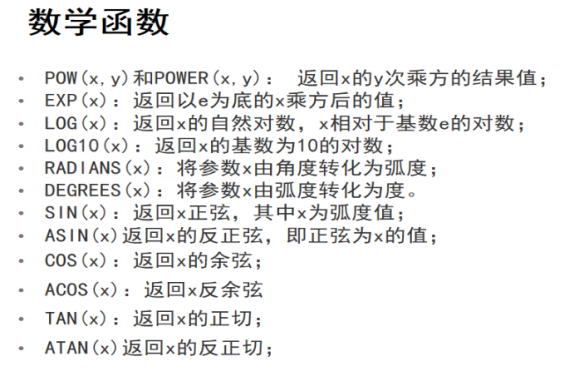 数学函数
• POW(x,y)和POWER(x,y)： 返回x的y次乘方的结果值；
• EXP(x)：返回以e为底的x乘方后的值；
• LOG(x)：返回x的自然对数，x相对于基数e的对数；
• LOG10(x)：返回x的基数为10的对数；
• RADIANS(x)：将参数x由角度转化为弧度；
• DEGREES(x)：将参数x由弧度转化为度。
• SIN(x)：返回x正弦，其中x为弧度值；
• ASIN(x)返回x的反正弦，即正弦为x的值；
• COS(x)：返回x的余弦；
• ACOS(x)：返回x反余弦
• TAN(x)：返回x的正切；
• ATAN(x)返回x的反正切；